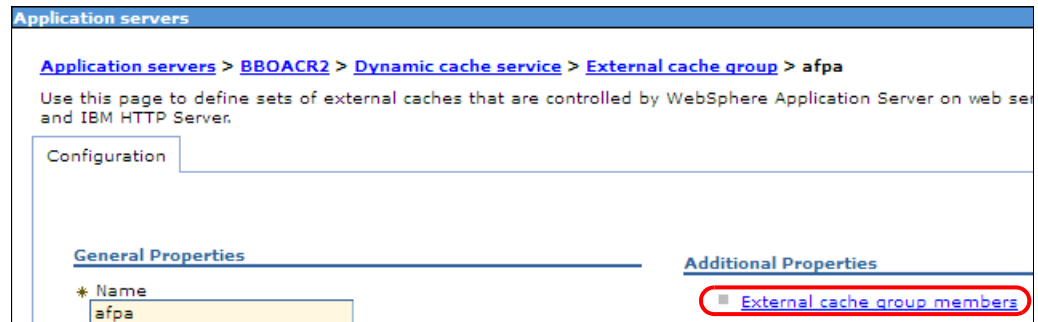 Application servers
Application servers > BBOACR2 > Dynamic cache service > External cache group > afpa
Use this page to define sets of external caches that are controlled by WebSphere Application Server on web ser
and IBM HTTP Server.
Configuration
General Properties
Name
afpa
Additional Properties
External cache group members